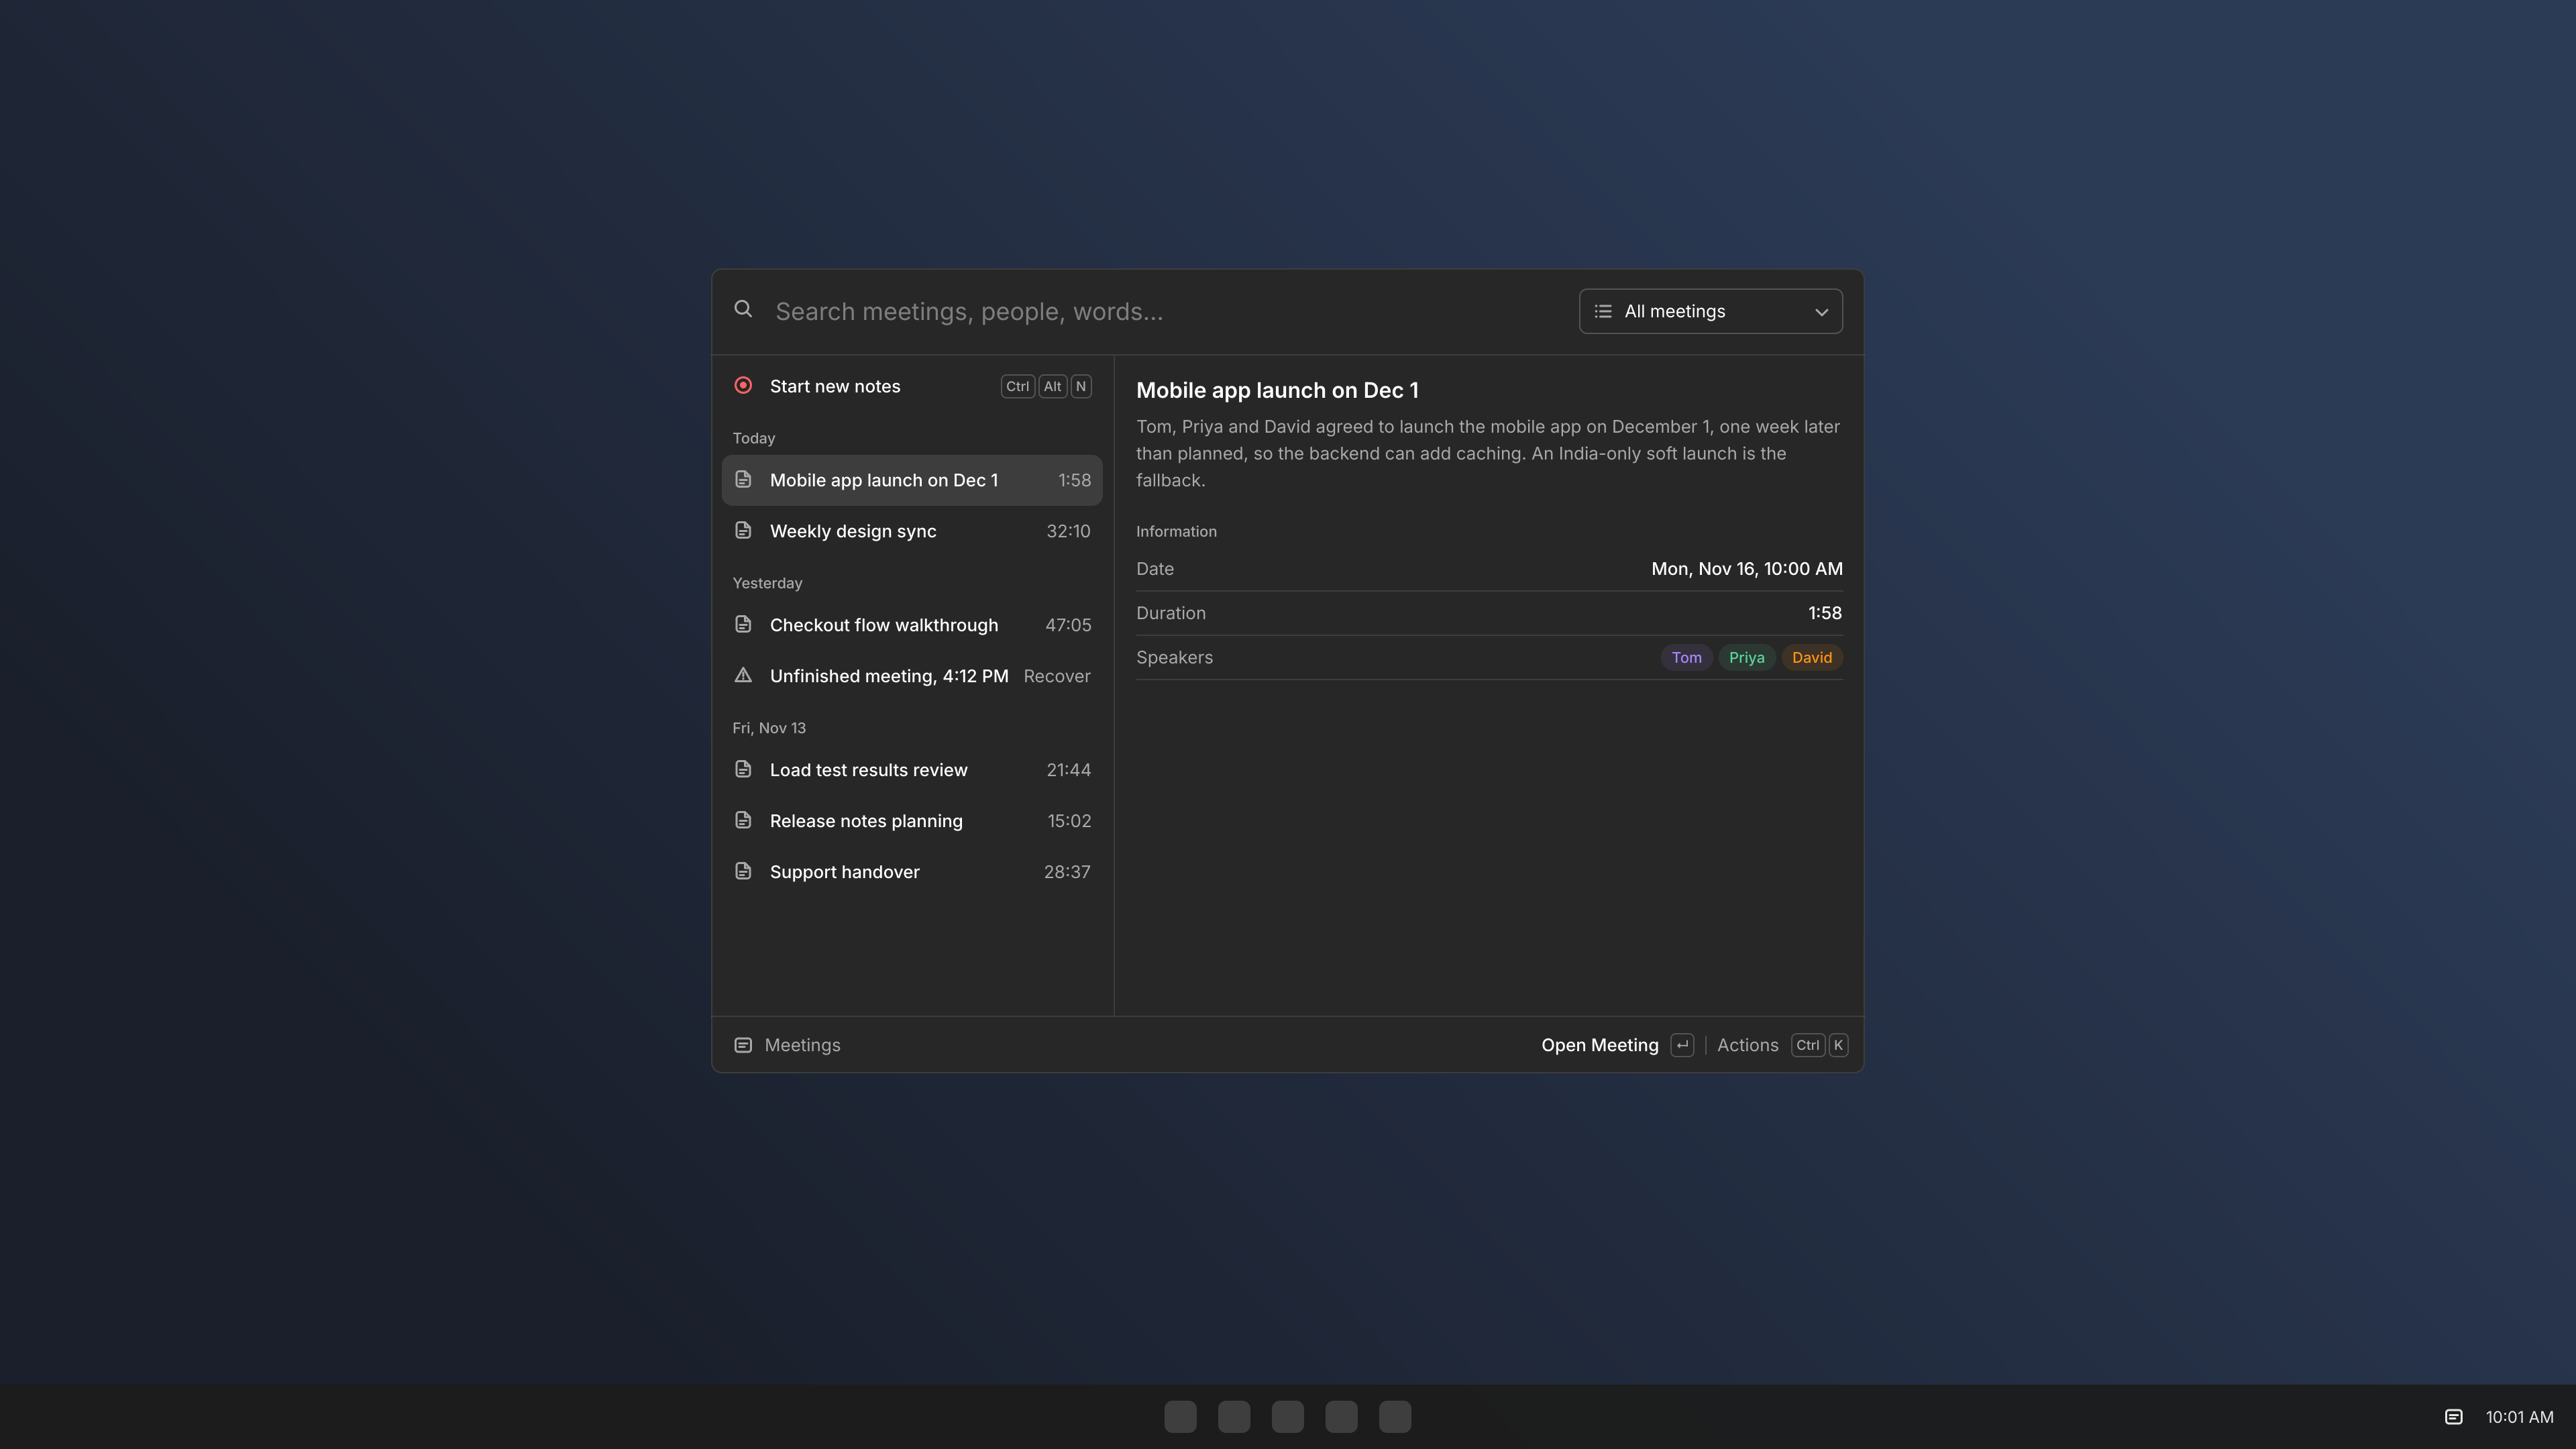 Search meetings, people, words...
All meetings
Start new notes Ctrl Alt N
Today
Mobile app launch on Dec 1 1:58
Weekly design sync 32:10
Yesterday
Checkout flow walkthrough 47:05
Unfinished meeting, 4:12 PM Recover
Fri, Nov 13
Load test results review 21:44
Release notes planning 15:02
Support handover 28:37
Mobile app launch on Dec 1
Tom, Priya and David agreed to launch the mobile app on December 1, one week later
than planned, so the backend can add caching. An India-only soft launch is the
fallback.
Information
Date Mon, Nov 16, 10:00 AM
Duration 1:58
Speakers Tom Priya David
Meetings
Open Meeting ↵ Actions Ctrl K
10:01 AM